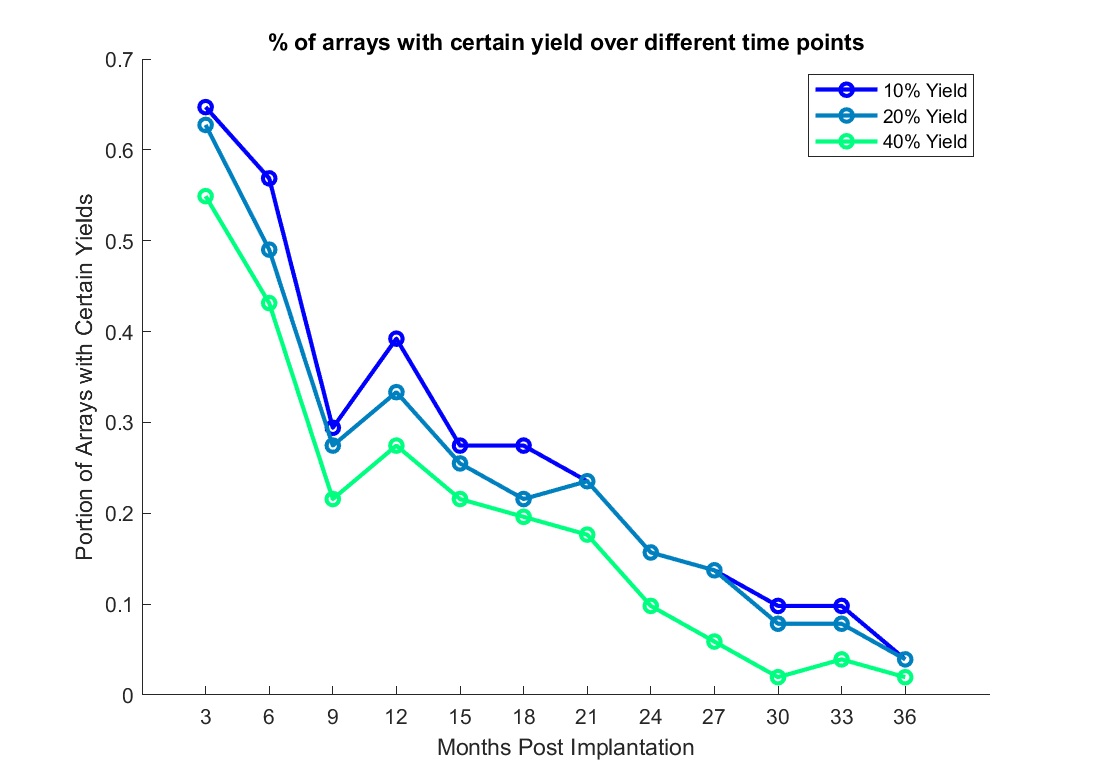 % of arrays with certain yield over different time points
0.7
0.6
0.5
0.4
0.3
0.2
0.1
0
Portion of Arrays with Certain Yields
10% Yield
20% Yield
40% Yield
3 6 9 12 15 18 21 24 27 30 33 36
Months Post Implantation